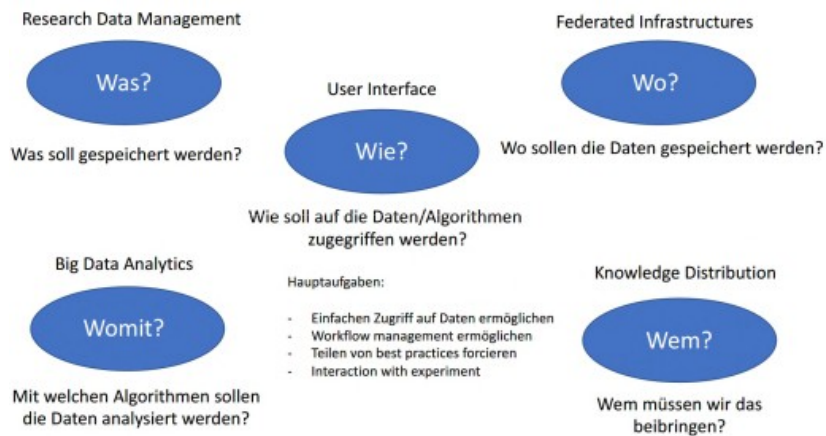 Research Data Management
Was?
Was soll gespeichert werden?
User Interface
Wie?
Wie soll auf die Daten/Algorithmen
zugegriffen werden?
Federated Infrastructures
Wo?
Wo sollen die Daten gespeichert werden?
Big Data Analytics
Womit?
Mit welchen Algorithmen sollen
die Daten analysiert werden?
Hauptaufgaben:
- Einfachen Zugriff auf Daten ermöglichen
- Workflow management ermöglichen
- Teilen von best practices forcieren
- Interaction with experiment
Knowledge Distribution
Wem?
Wem müssen wir das
beibringen?